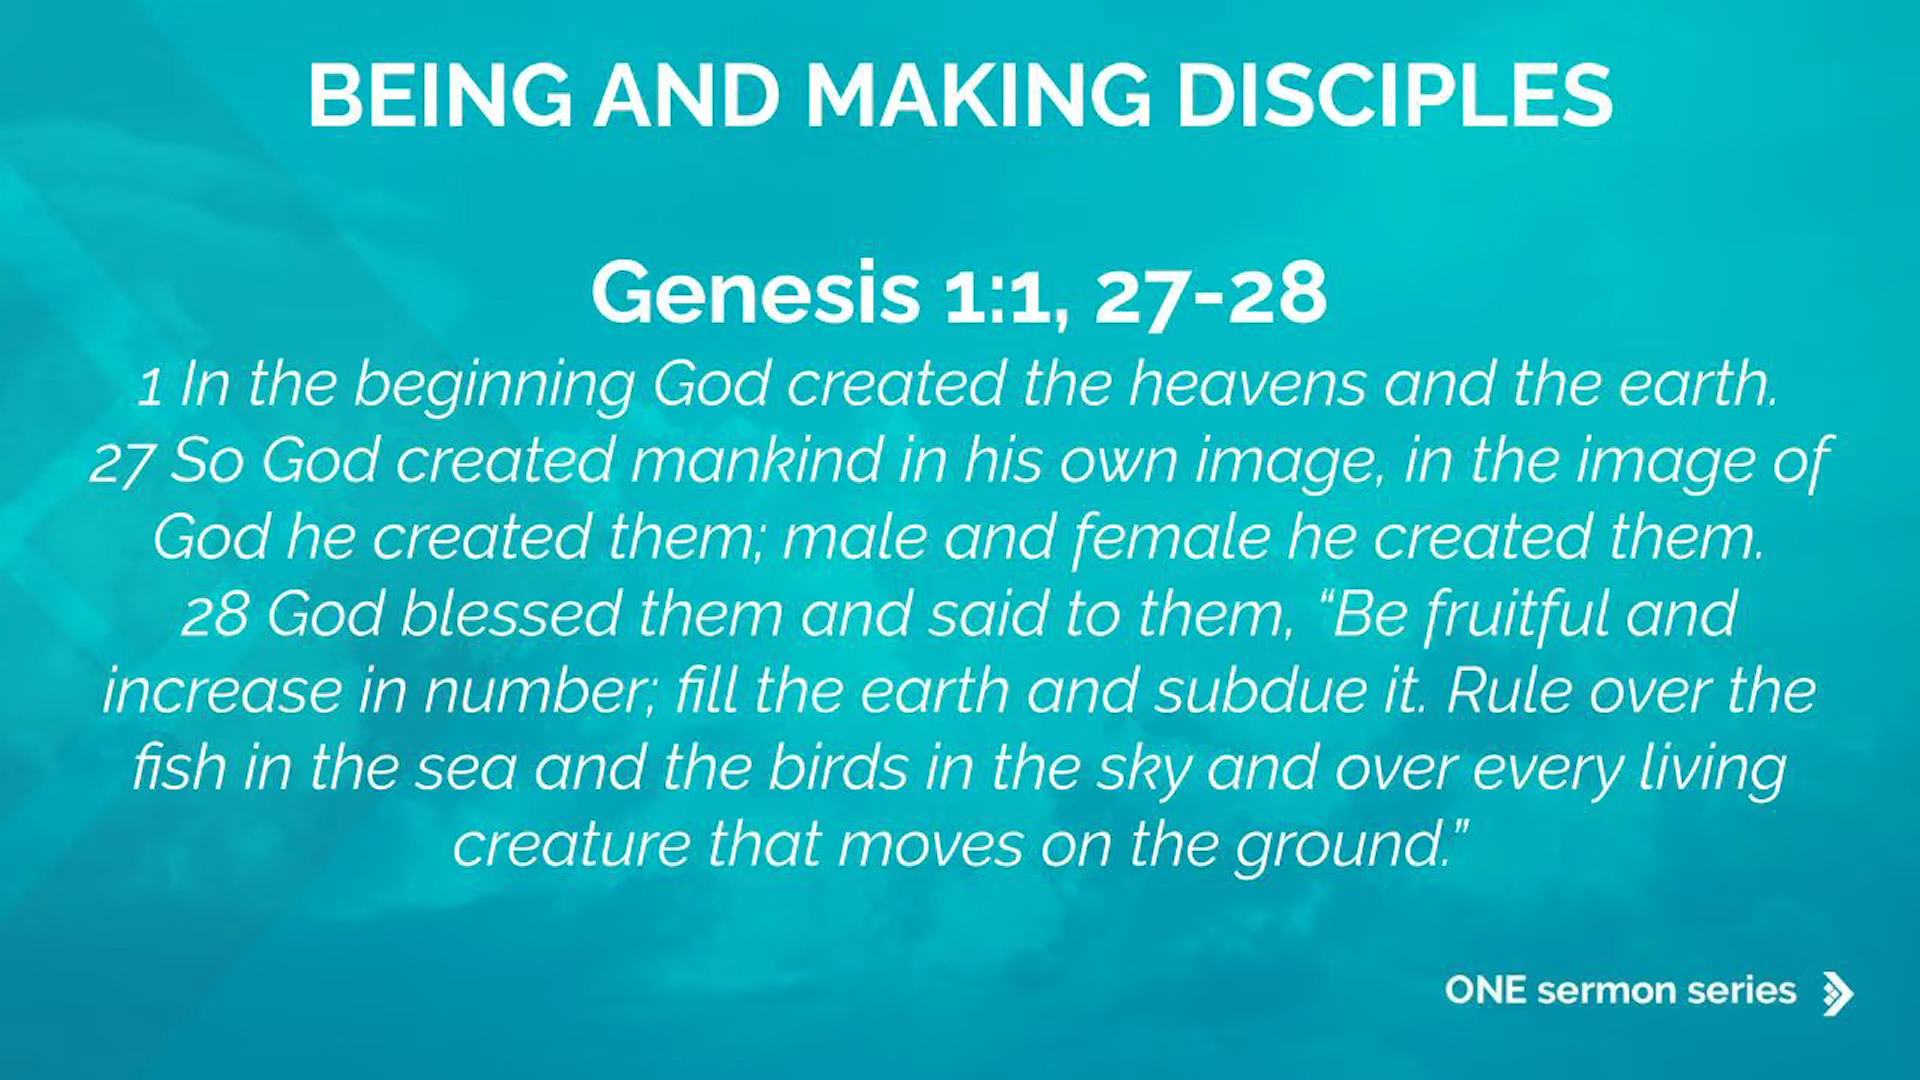 BEING AND MAKING DISCIPLES
Genesis 1:1, 27-28
1 In the beginning God created the heavens and the earth.
27 So God created mankind in his own image, in the image of
God he created them; male and female he created them.
28 God blessed them and said to them, “Be fruitful and
increase in number; fill the earth and subdue it. Rule over the
fish in the sea and the birds in the sky and over every living
creature that moves on the ground.”
ONE sermon series